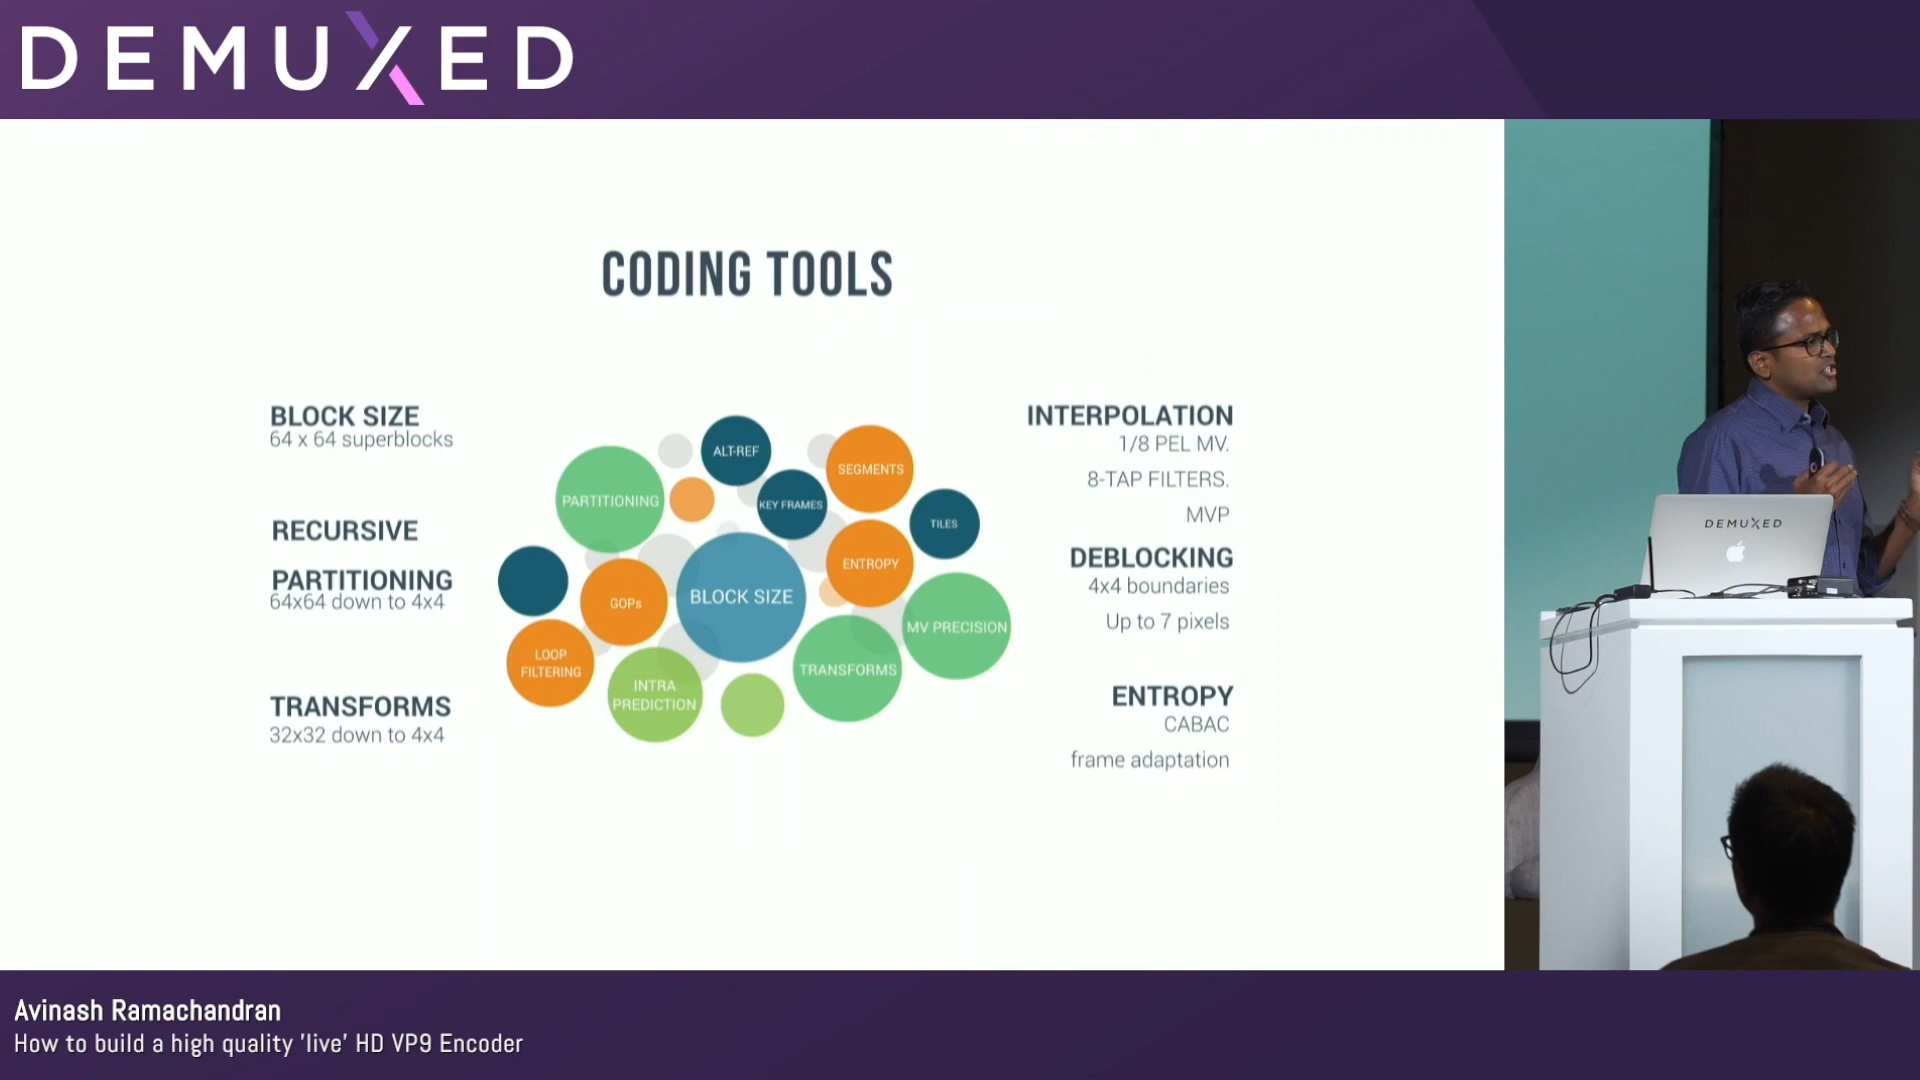 DEMUXED
CODING TOOLS
BLOCK SIZE
64 x 64 superblocks
RECURSIVE
PARTITIONING
64x64 down to 4x4
TRANSFORMS
32x32 down to 4x4
ALT-REF
SEGMENTS
PARTITIONING
KEY FRAMES
TILES
ENTROPY
BLOCK SIZE
GOPs
MV PRECISION
LOOP
FILTERING
TRANSFORMS
INTRA
PREDICTION
INTERPOLATION
1/8 PEL MV.
8-TAP FILTERS.
MVP
DEBLOCKING
4x4 boundaries
Up to 7 pixels
ENTROPY
CABAC
frame adaptation
DEMUXED
Avinash Ramachandran
How to build a high quality 'live' HD VP9 Encoder